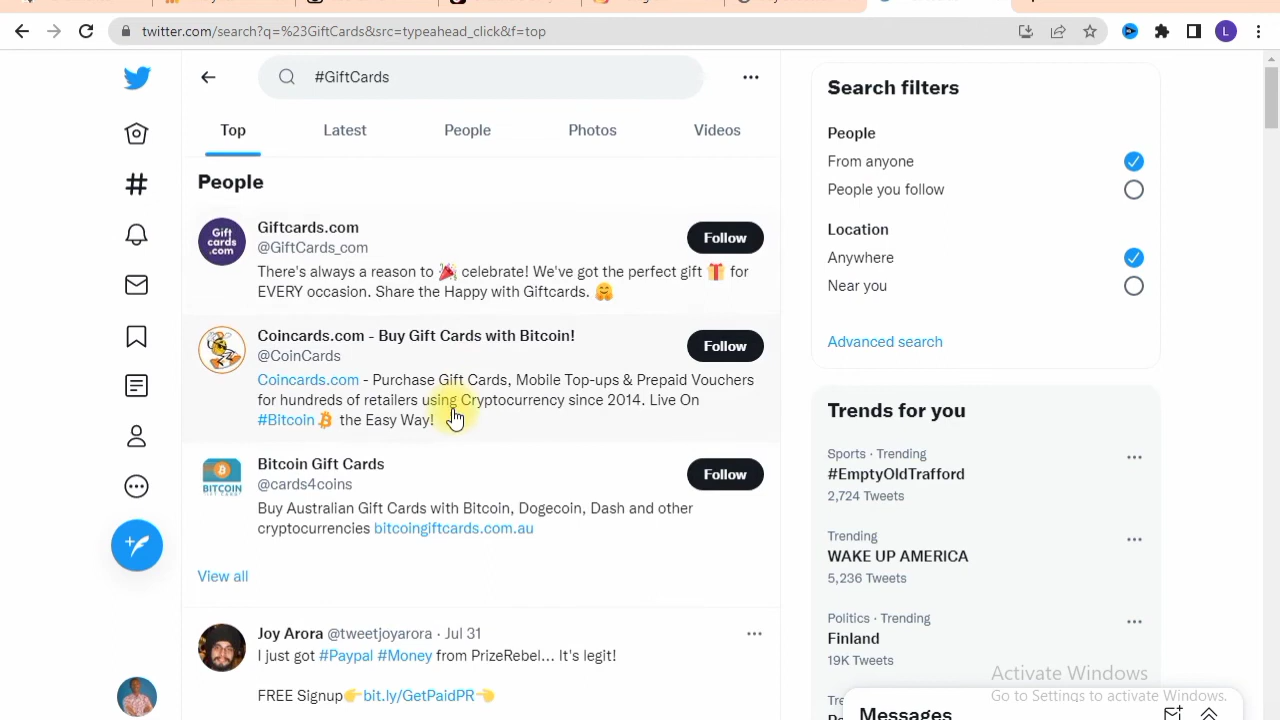 twitter.com/search?q=%23GiftCards&src=typeahead_click&f=top
L
#GiftCards
Top
Latest
People
Photos
Videos
People
Gift
cards
.com
Giftcards.com
@GiftCards_com
Follow
There's always a reason to 🎉 celebrate! We've got the perfect gift 🎁 for
EVERY occasion. Share the Happy with Giftcards. 🤗
Coincards.com - Buy Gift Cards with Bitcoin!
@CoinCards
Follow
Coincards.com - Purchase Gift Cards, Mobile Top-ups & Prepaid Vouchers
for hundreds of retailers using Cryptocurrency since 2014. Live On
#Bitcoin the Easy Way!
BITCOIN
Bitcoin Gift Cards
@cards4coins
Follow
Buy Australian Gift Cards with Bitcoin, Dogecoin, Dash and other
cryptocurrencies bitcoingiftcards.com.au
View all
Joy Arora @tweetjoyarora · Jul 31
I just got #Paypal #Money from PrizeRebel... It's legit!
FREE Signup👉bit.ly/GetPaidPR👈
Search filters
People
From anyone
People you follow
Location
Anywhere
Near you
Advanced search
Trends for you
Sports · Trending
#EmptyOldTrafford
2,724 Tweets
Trending
WAKE UP AMERICA
5,236 Tweets
Politics · Trending
Finland
19K Tweets
Activate Windows
Go to Settings to activate Windows.
Messages